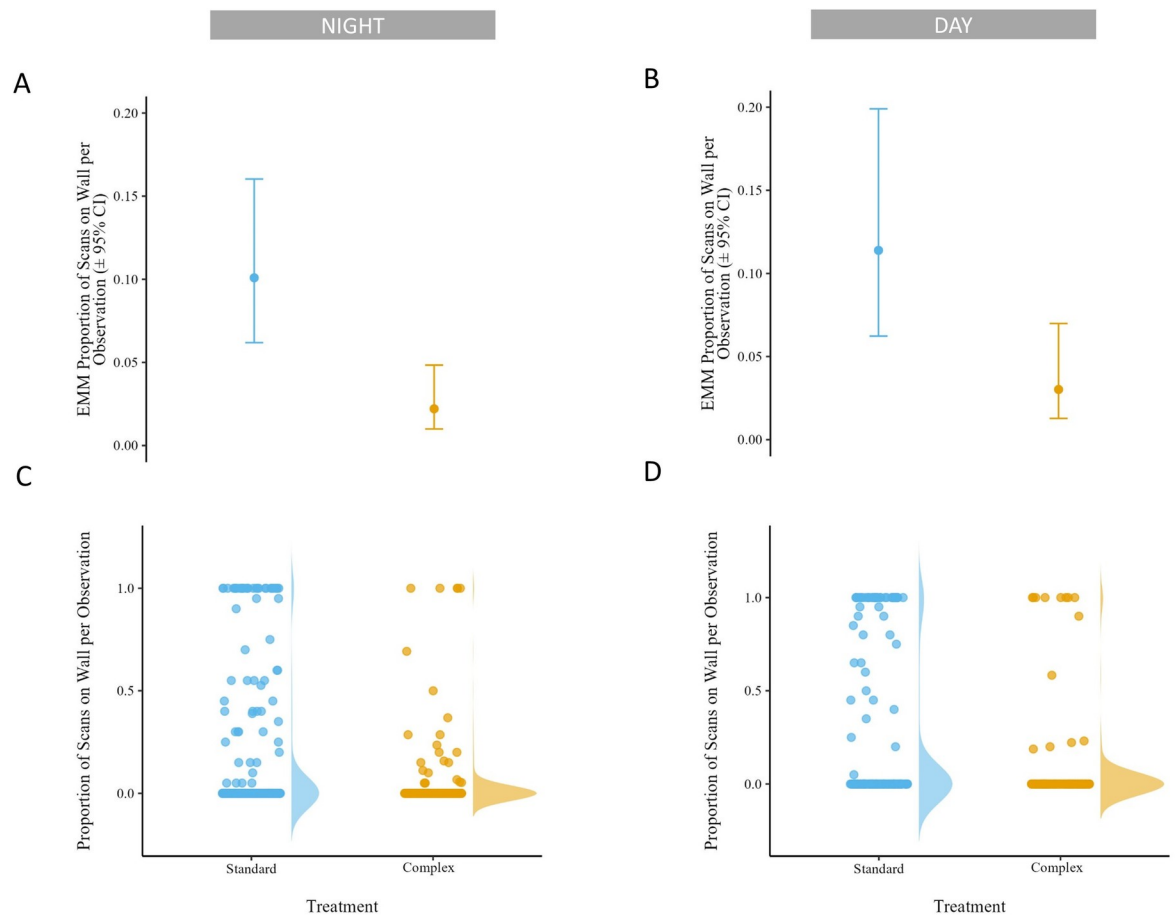 NIGHT
DAY
A
EMM Proportion of Scans on Wall per
Observation (± 95% CI)
0.20
0.15
0.10
0.05
0.00
B
EMM Proportion of Scans on Wall per
Observation (± 95% CI)
0.20
0.15
0.10
0.05
0.00
C
Proportion of Scans on Wall per Observation
1.0
0.5
0.0
Standard
Complex
Treatment
D
Proportion of Scans on Wall per Observation
1.0
0.5
0.0
Standard
Complex
Treatment